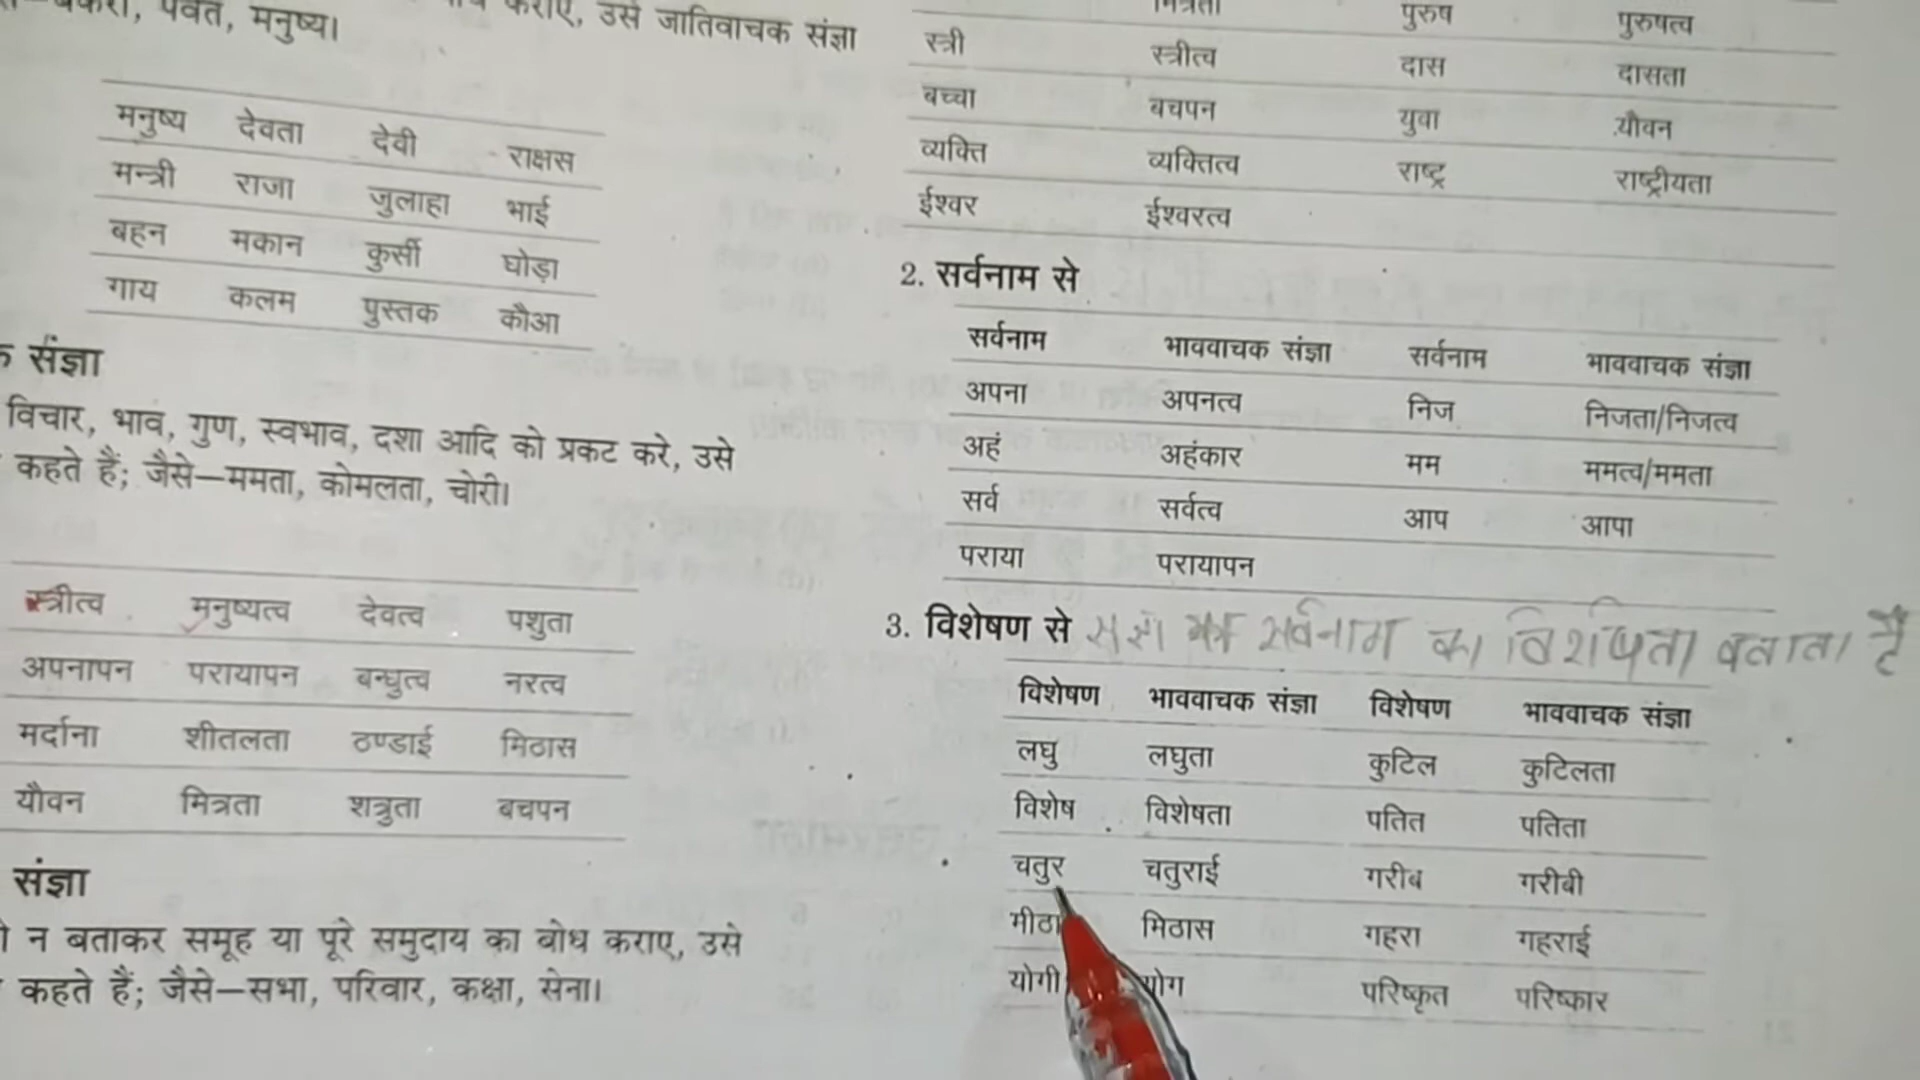 बकरी, पर्वत, मनुष्य।
कराए, उसे जातिवाचक संज्ञा
मनुष्य देवता देवी राक्षस
मन्त्री राजा जुलाहा भाई
बहन मकान कुर्सी घोड़ा
गाय कलम पुस्तक कौआ
संज्ञा
विचार, भाव, गुण, स्वभाव, दशा आदि को प्रकट करे, उसे
कहते हैं; जैसे—ममता, कोमलता, चोरी।
स्त्रीत्व मनुष्यत्व देवत्व पशुता
अपनापन परायापन बन्धुत्व नरत्व
मर्दाना शीतलता ठण्डाई मिठास
यौवन मित्रता शत्रुता बचपन
संज्ञा
न बताकर समूह या पूरे समुदाय का बोध कराए, उसे
कहते हैं; जैसे—सभा, परिवार, कक्षा, सेना।
मित्रता पुरुष पुरुषत्व
स्त्री स्त्रीत्व दास दासता
बच्चा बचपन युवा यौवन
व्यक्ति व्यक्तित्व राष्ट्र राष्ट्रीयता
ईश्वर ईश्वरत्व
2. सर्वनाम से
सर्वनाम भाववाचक संज्ञा सर्वनाम भाववाचक संज्ञा
अपना अपनत्व निज निजता/निजत्व
अहं अहंकार मम ममत्व/ममता
सर्व सर्वत्व आप आपा
पराया परायापन
3. विशेषण से सर्वनाम का बताता है
विशेषण भाववाचक संज्ञा विशेषण भाववाचक संज्ञा
लघु लघुता कुटिल कुटिलता
विशेष विशेषता पतित पतिता
चतुर चतुराई गरीब गरीबी
मीठा मिठास गहरा गहराई
योगी योग परिष्कृत परिष्कार